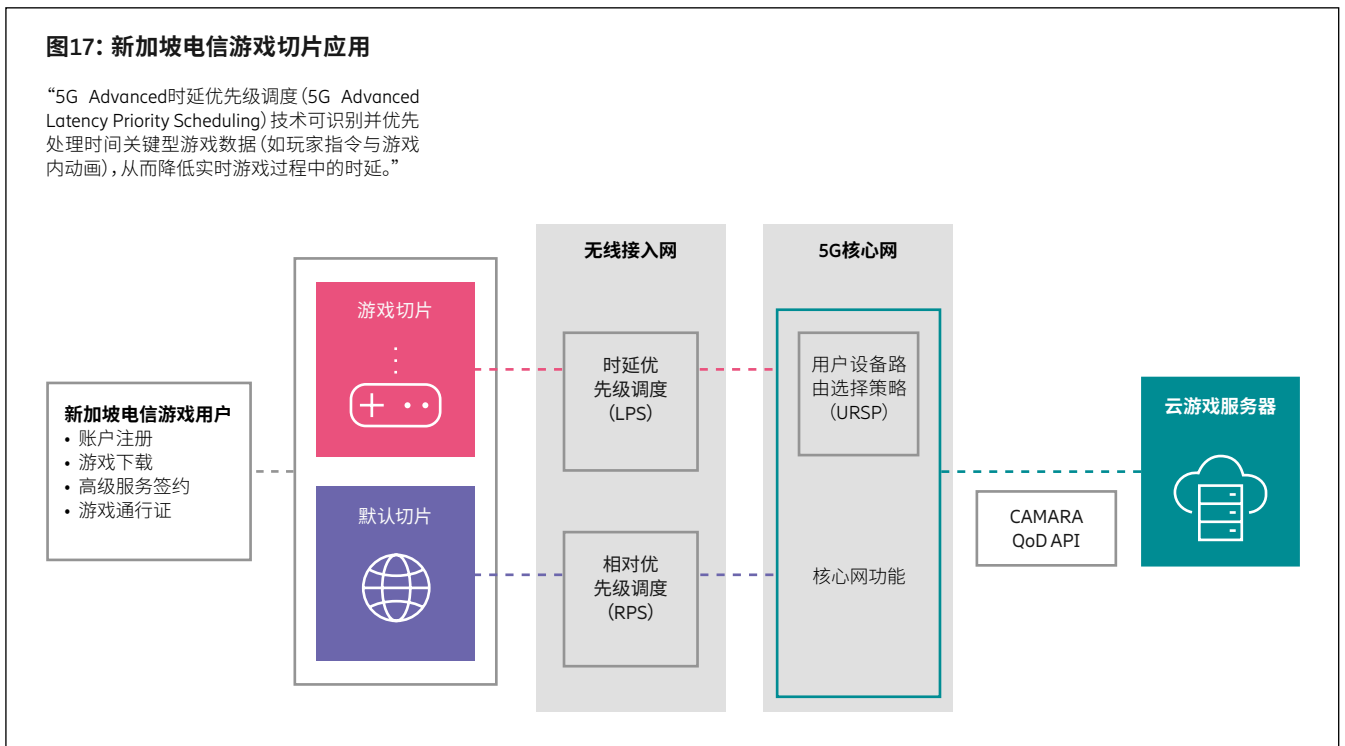 图17：新加坡电信游戏切片应用
“5G Advanced时延优先级调度（5G Advanced
Latency Priority Scheduling）技术可识别并优先
处理时间关键型游戏数据（如玩家指令与游戏
内动画），从而降低实时游戏过程中的时延。”
无线接入网
5G核心网
游戏切片
时延优
先级调度
（LPS）
用户设备路
由选择策略
（URSP）
新加坡电信游戏用户
• 账户注册
• 游戏下载
• 高级服务签约
• 游戏通行证
云游戏服务器
默认切片
相对优
先级调度
（RPS）
核心网功能
CAMARA
QoD API